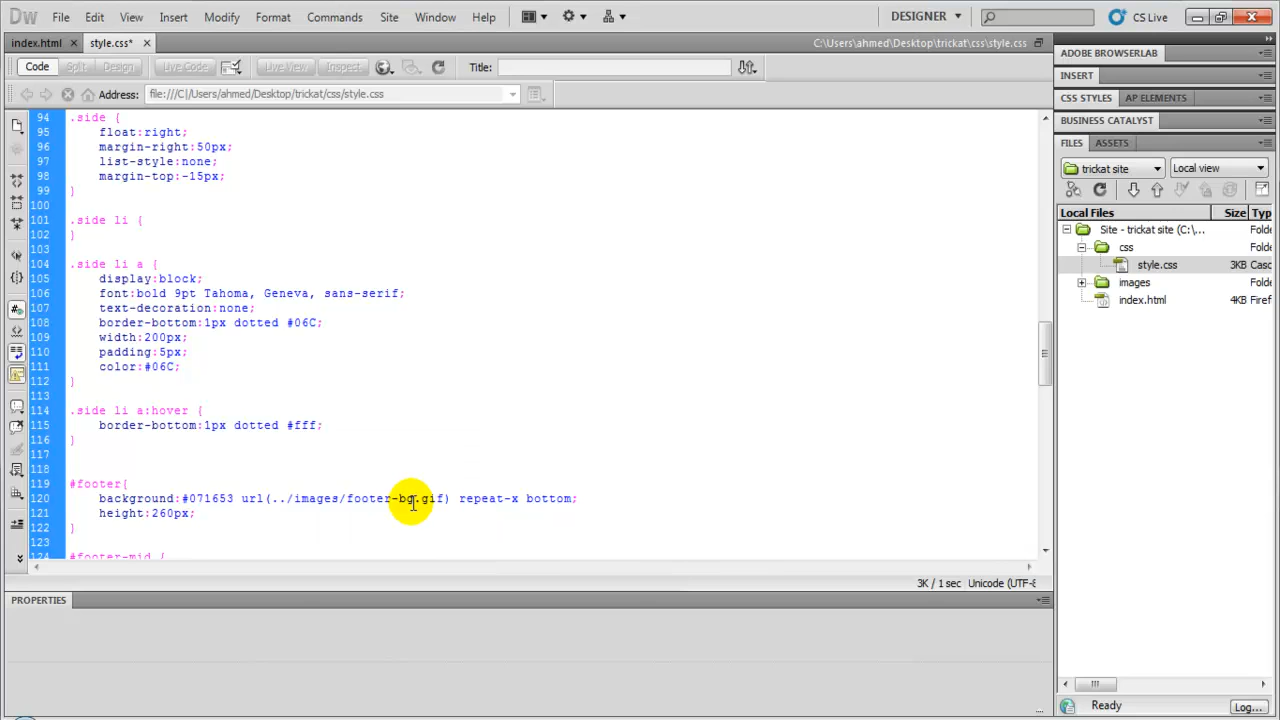 Dw File Edit View Insert Modify Format Commands Site Window Help DESIGNER CS Live
index.html style.css* C:\Users\ahmed\Desktop\trickat\css\style.css
Code Split Design Live Code Live View Inspect Title:
Address: file:///C|/Users/ahmed/Desktop/trickat/css/style.css
94 .side {
95 float:right;
96 margin-right:50px;
97 list-style:none;
98 margin-top:-15px;
99 }
100
101 .side li {
102 }
103
104 .side li a {
105 display:block;
106 font:bold 9pt Tahoma, Geneva, sans-serif;
107 text-decoration:none;
108 border-bottom:1px dotted #06C;
109 width:200px;
110 padding:5px;
111 color:#06C;
112 }
113
114 .side li a:hover {
115 border-bottom:1px dotted #fff;
116 }
117
118
119 #footer{
120 background:#071653 url(../images/footer-bg.gif) repeat-x bottom;
121 height:260px;
122 }
123
124 #footer-mid {
3K / 1 sec Unicode (UTF-8
PROPERTIES
ADOBE BROWSERLAB
INSERT
CSS STYLES AP ELEMENTS
BUSINESS CATALYST
FILES ASSETS
trickat site Local view
Local Files Size Typ
Site - trickat site (C:\... Folde
css Folde
style.css 3KB Casc
images Folde
index.html 4KB Firef
Ready Log...